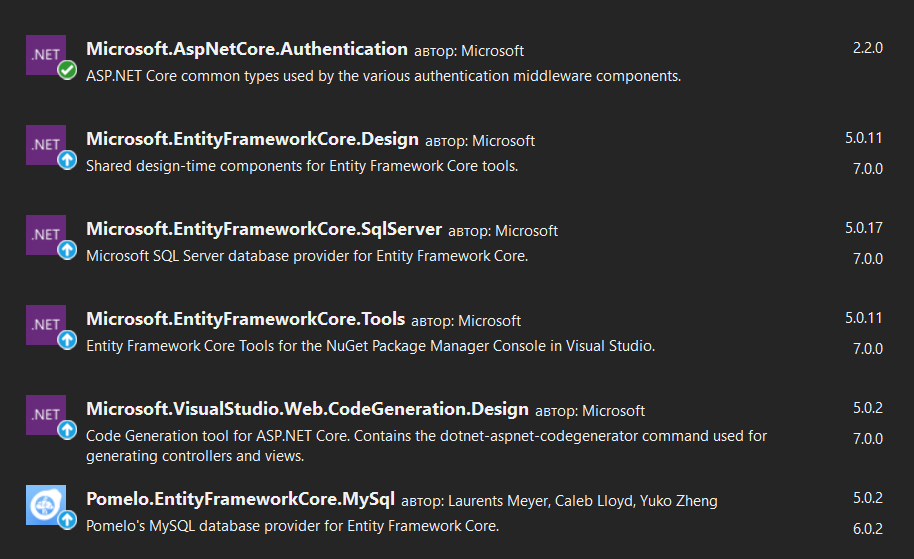 .NET
Microsoft.AspNetCore.Authentication автор: Microsoft 2.2.0
ASP.NET Core common types used by the various authentication middleware components.
.NET
Microsoft.EntityFrameworkCore.Design автор: Microsoft 5.0.11
Shared design-time components for Entity Framework Core tools. 7.0.0
.NET
Microsoft.EntityFrameworkCore.SqlServer автор: Microsoft 5.0.17
Microsoft SQL Server database provider for Entity Framework Core. 7.0.0
.NET
Microsoft.EntityFrameworkCore.Tools автор: Microsoft 5.0.11
Entity Framework Core Tools for the NuGet Package Manager Console in Visual Studio. 7.0.0
.NET
Microsoft.VisualStudio.Web.CodeGeneration.Design автор: Microsoft 5.0.2
Code Generation tool for ASP.NET Core. Contains the dotnet-aspnet-codegenerator command used for 7.0.0
generating controllers and views.
Pomelo.EntityFrameworkCore.MySql автор: Laurents Meyer, Caleb Lloyd, Yuko Zheng 5.0.2
Pomelo's MySQL database provider for Entity Framework Core. 6.0.2